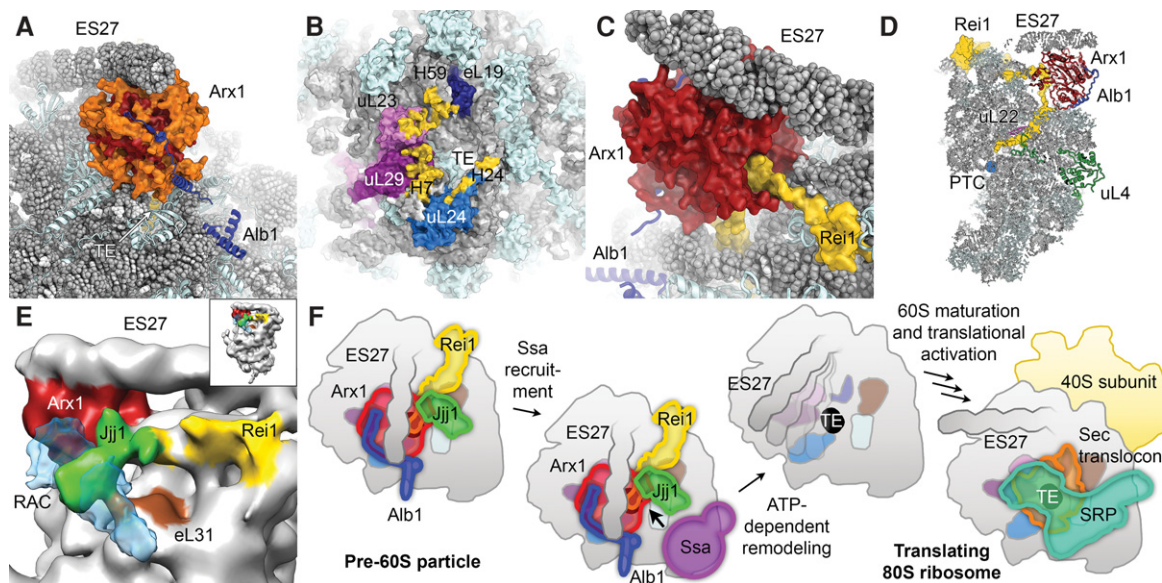 A
ES27
Arx1
Alb1
TE
B
H59
eL19
uL23
TE
uL29
H7
H24
uL24
C
ES27
Arx1
Alb1
Rei1
D
ES27
Rei1
Arx1
Alb1
uL22
PTC
uL4
E
ES27
Arx1
Jjj1
Rei1
RAC
eL31
F
ES27
Rei1
Arx1
Jjj1
Alb1
Pre-60S particle
Ssa
recruit-
ment
ES27
Rei1
Arx1
Jjj1
Ssa
Alb1
ATP-
dependent
remodeling
ES27
TE
60S maturation
and translational
activation
40S subunit
ES27
Sec
translocon
TE
SRP
Translating
80S ribosome